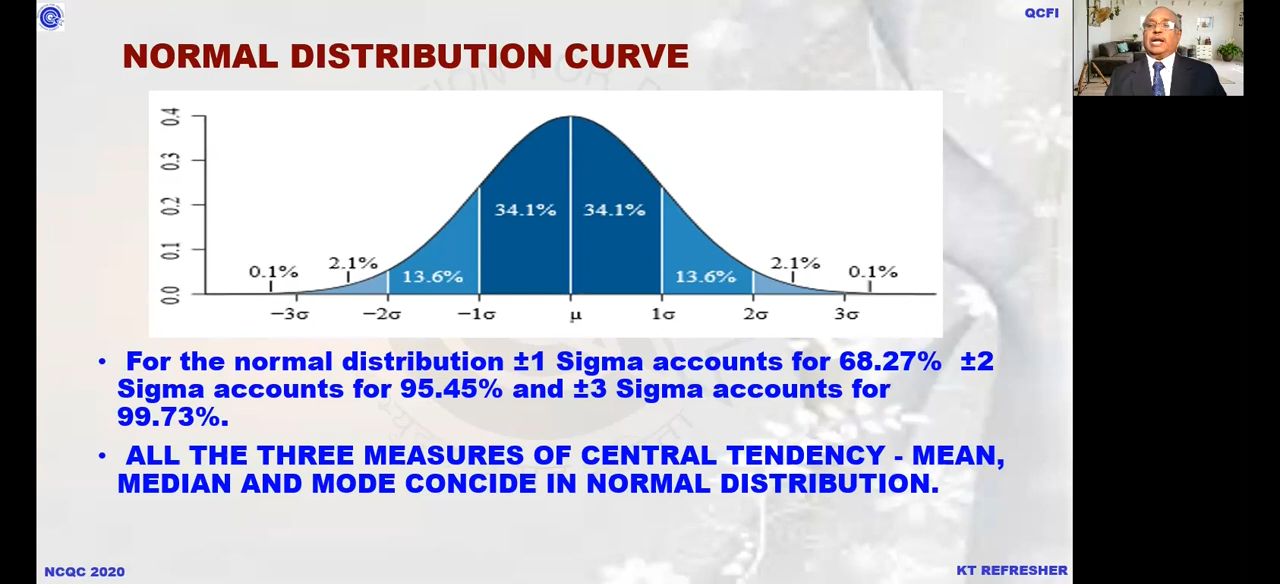 QCFI
NORMAL DISTRIBUTION CURVE
0.4
0.3
0.2
0.1
0.0
34.1% 34.1%
0.1% 2.1% 13.6% 13.6% 2.1% 0.1%
−3σ −2σ −1σ μ 1σ 2σ 3σ
• For the normal distribution ±1 Sigma accounts for 68.27% ±2
Sigma accounts for 95.45% and ±3 Sigma accounts for
99.73%.
• ALL THE THREE MEASURES OF CENTRAL TENDENCY - MEAN,
MEDIAN AND MODE CONCIDE IN NORMAL DISTRIBUTION.
NCQC 2020
KT REFRESHER